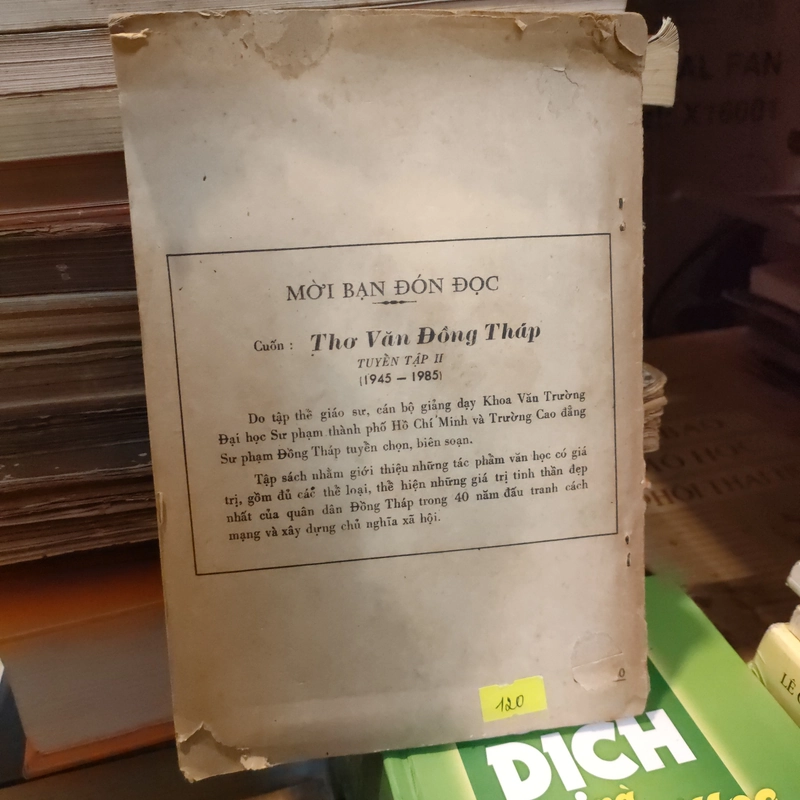 MỜI BẠN ĐÓN ĐỌC
Cuốn : Thơ Văn Đồng Tháp
TUYỂN TẬP II
(1945 — 1985)
Do tập thể giáo sư, cán bộ giảng dạy Khoa Văn Trường
Đại học Sư phạm thành phố Hồ Chí Minh và Trường Cao đẳng
Sư phạm Đồng Tháp tuyển chọn, biên soạn.
Tập sách nhằm giới thiệu những tác phẩm văn học có giá
trị, gồm đủ các thể loại, thể hiện những giá trị tinh thần đẹp
nhất của quân dân Đồng Tháp trong 40 năm đấu tranh cách
mạng và xây dựng chủ nghĩa xã hội.
120
DỊCH
và
FAN
X10001
LÊ